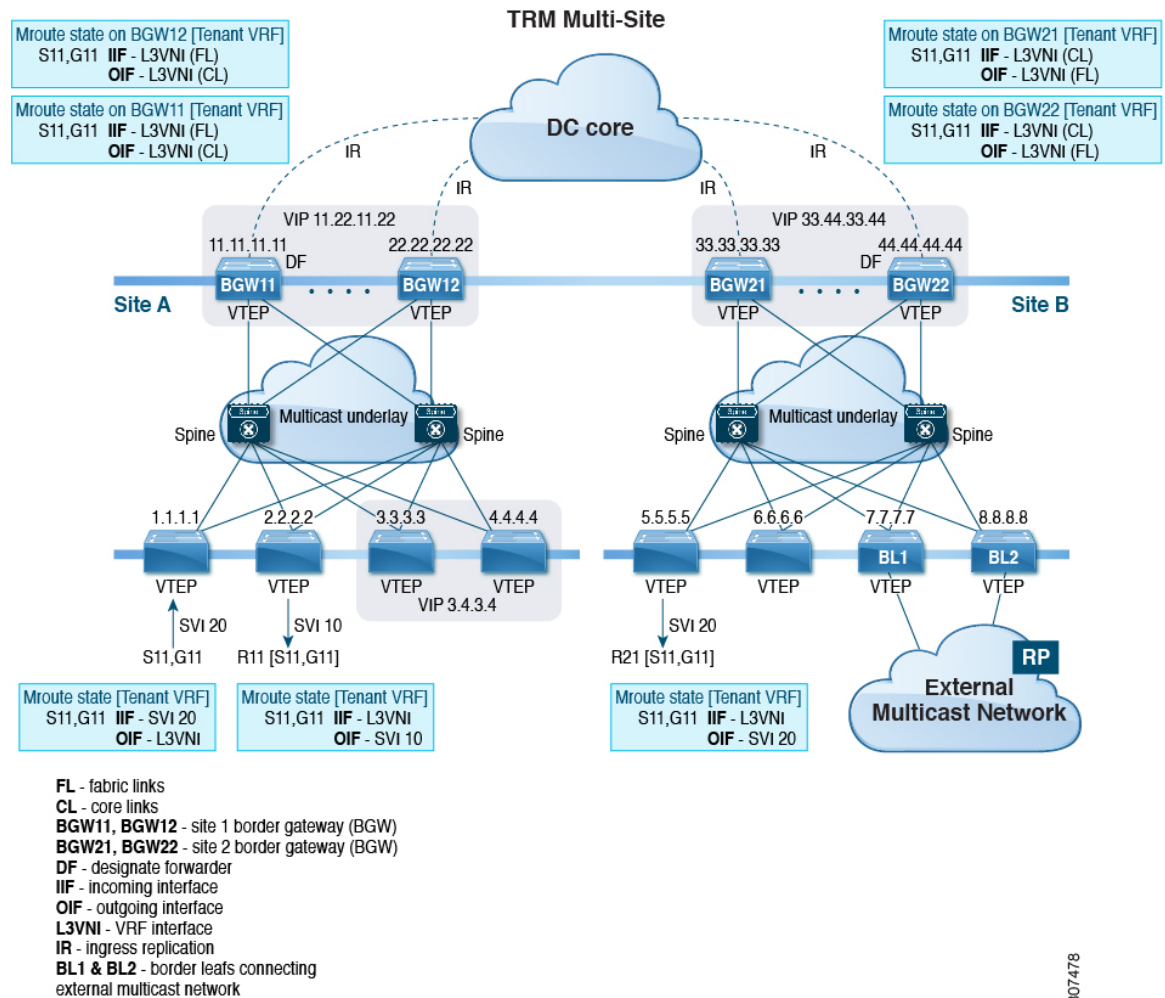 TRM Multi-Site
Mroute state on BGW12 [Tenant VRF]
S11,G11 IIF - L3VNI (FL)
OIF - L3VNI (CL)
Mroute state on BGW11 [Tenant VRF]
S11,G11 IIF - L3VNI (FL)
OIF - L3VNI (CL)
Mroute state on BGW21 [Tenant VRF]
S11,G11 IIF - L3VNI (CL)
OIF - L3VNI (FL)
Mroute state on BGW22 [Tenant VRF]
S11,G11 IIF - L3VNI (CL)
OIF - L3VNI (FL)
DC core
IR
IR
IR
IR
VIP 11.22.11.22
VIP 33.44.33.44
11.11.11.11
22.22.22.22
33.33.33.33
44.44.44.44
DF
DF
BGW11
BGW12
BGW21
BGW22
Site A
Site B
VTEP
VTEP
VTEP
VTEP
Multicast underlay
Multicast underlay
Spine
Spine
Spine
Spine
Spine
Spine
Spine
Spine
1.1.1.1
2.2.2.2
3.3.3.3
4.4.4.4
5.5.5.5
6.6.6.6
7.7.7.7
8.8.8.8
BL1
BL2
VTEP
VTEP
VTEP
VTEP
VTEP
VTEP
VTEP
VTEP
VIP 3.4.3.4
SVI 20
SVI 10
SVI 20
S11,G11
R11 [S11,G11]
R21 [S11,G11]
RP
External
Multicast Network
Mroute state [Tenant VRF]
S11,G11 IIF - SVI 20
OIF - L3VNI
Mroute state [Tenant VRF]
S11,G11 IIF - L3VNI
OIF - SVI 10
Mroute state [Tenant VRF]
S11,G11 IIF - L3VNI
OIF - SVI 20
FL - fabric links
CL - core links
BGW11, BGW12 - site 1 border gateway (BGW)
BGW21, BGW22 - site 2 border gateway (BGW)
DF - designate forwarder
IIF - incoming interface
OIF - outgoing interface
L3VNI - VRF interface
IR - ingress replication
BL1 & BL2 - border leafs connecting
external multicast network